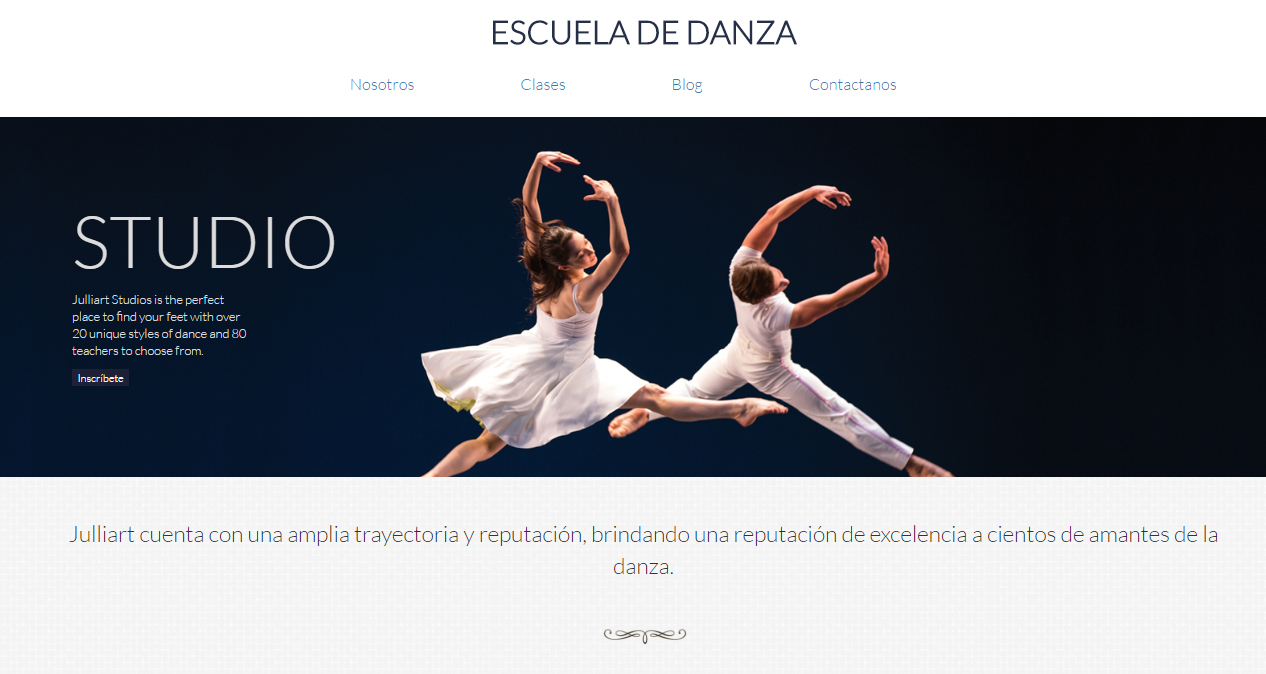 ESCUELA DE DANZA
Nosotros Clases Blog Contactanos
STUDIO
Julliart Studios is the perfect
place to find your feet with over
20 unique styles of dance and 80
teachers to choose from.
Inscríbete
Julliart cuenta con una amplia trayectoria y reputación, brindando una reputación de excelencia a cientos de amantes de la
danza.